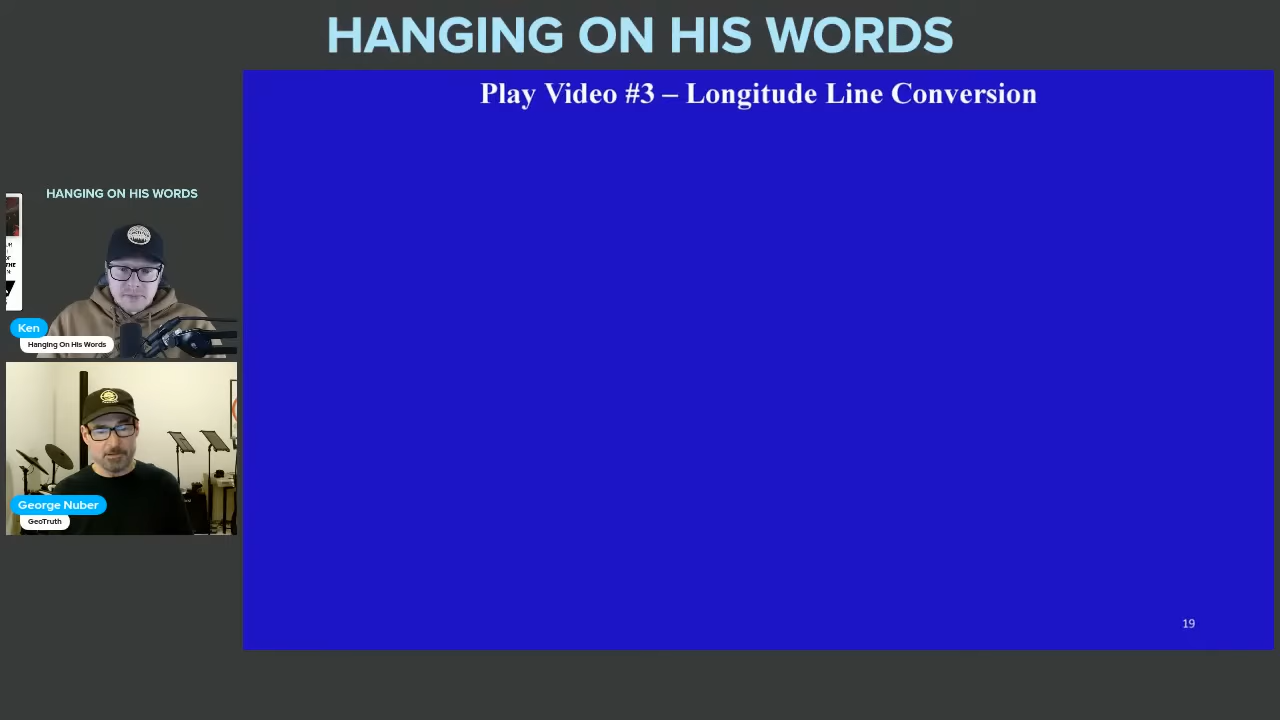 HANGING ON HIS WORDS
Play Video #3 – Longitude Line Conversion
HANGING ON HIS WORDS
Ken
Hanging On His Words
George Nuber
GeoTruth
19